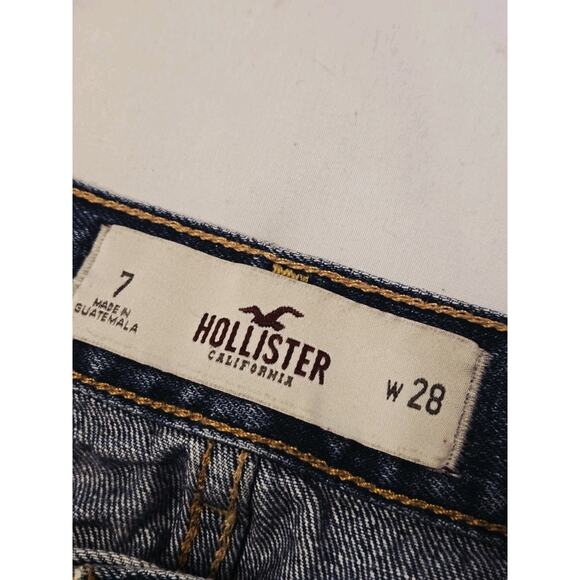 7
MADE IN
GUATEMALA
HOLLISTER
CALIFORNIA
W 28